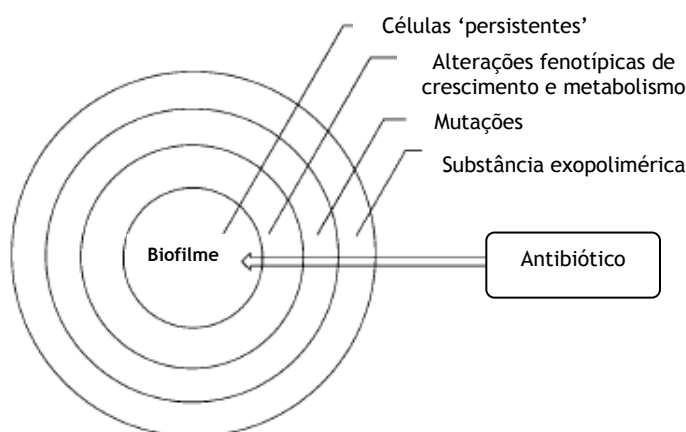 Células ‘persistentes’
Alterações fenotípicas de
crescimento e metabolismo
Mutações
Substância exopolimérica
Biofilme
Antibiótico